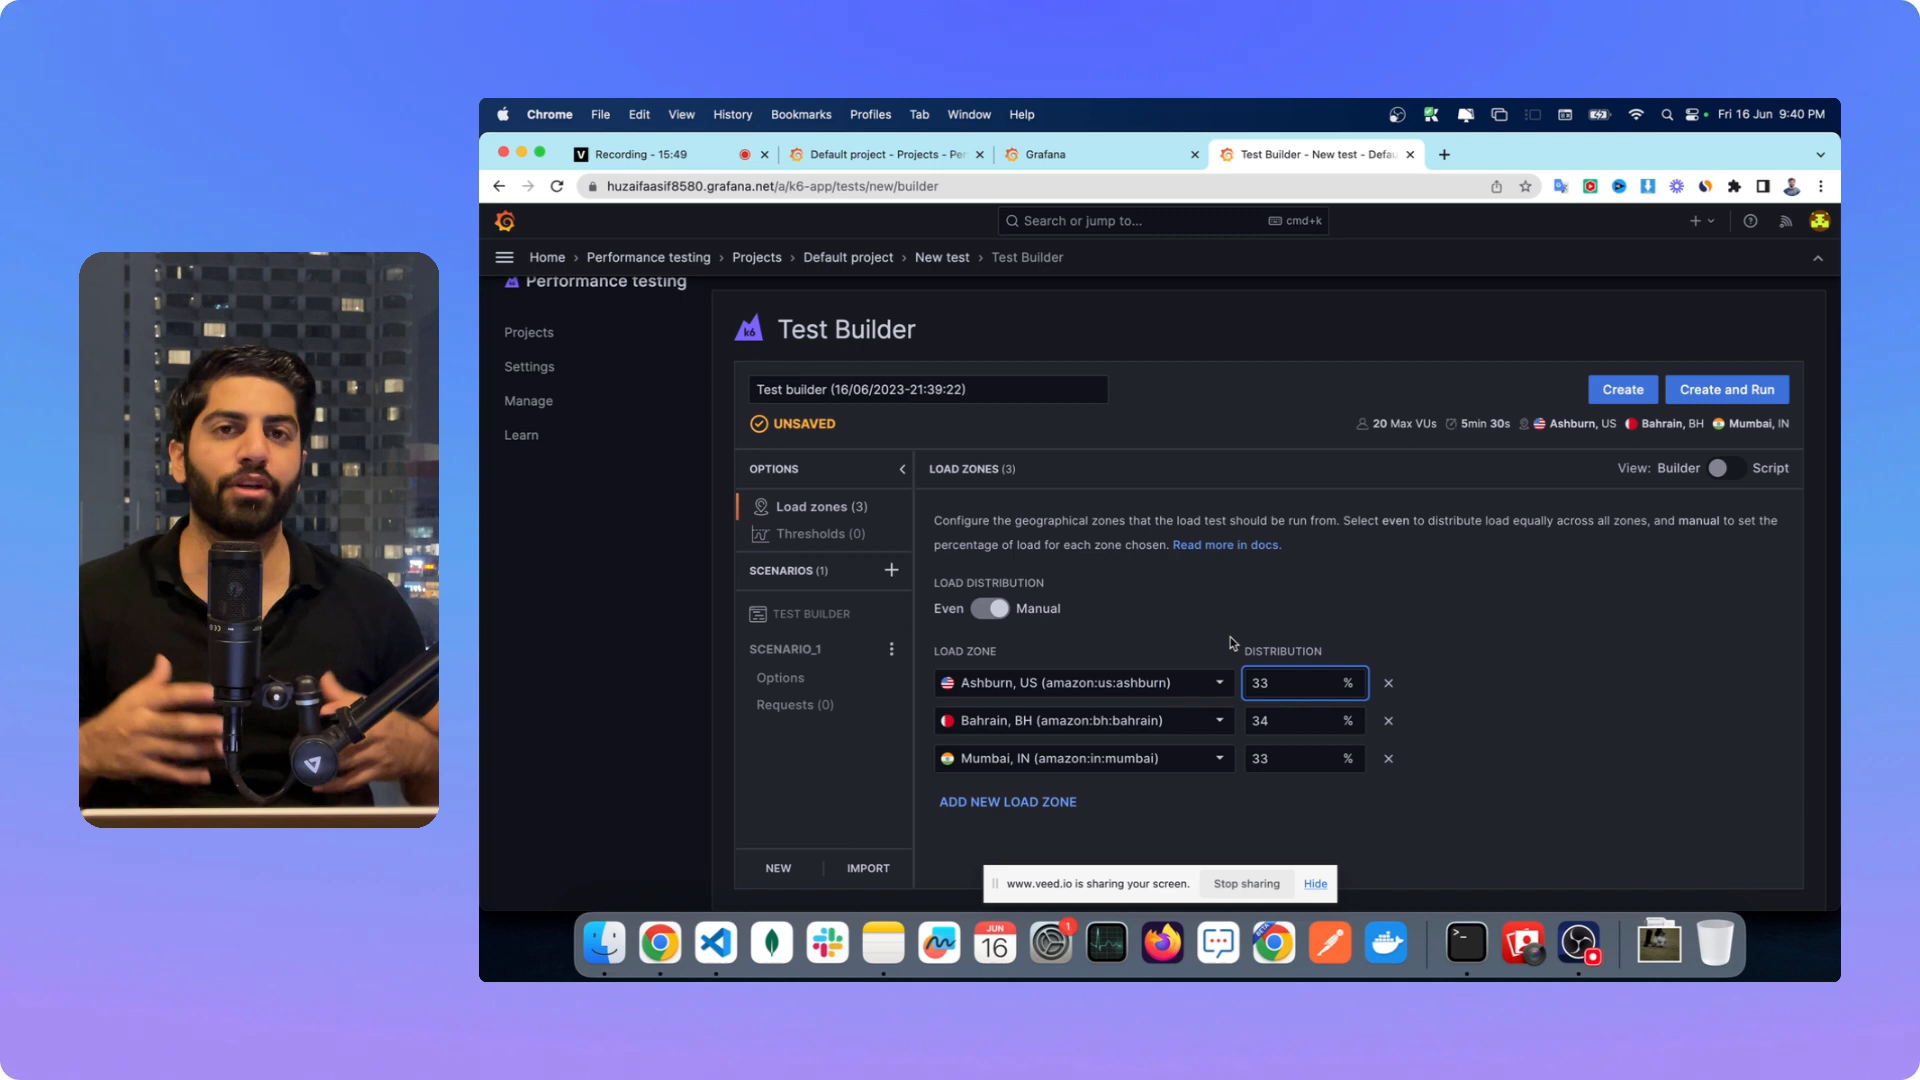 Chrome File Edit View History Bookmarks Profiles Tab Window Help Fri 16 Jun 9:40 PM
Recording - 15:49 Default project - Projects - Per Grafana Test Builder - New test - Defau
huzaifaasif8580.grafana.net/a/k6-app/tests/new/builder
Search or jump to... cmd+k
Home › Performance testing › Projects › Default project › New test › Test Builder
Performance testing
Projects
Settings
Manage
Learn
k6 Test Builder
Test builder (16/06/2023-21:39:22) Create Create and Run
UNSAVED 20 Max VUs 5min 30s Ashburn, US Bahrain, BH Mumbai, IN
OPTIONS LOAD ZONES (3) View: Builder Script
Load zones (3)
Thresholds (0)
SCENARIOS (1)
TEST BUILDER
SCENARIO_1
Options
Requests (0)
NEW IMPORT
Configure the geographical zones that the load test should be run from. Select even to distribute load equally across all zones, and manual to set the
percentage of load for each zone chosen. Read more in docs.
LOAD DISTRIBUTION
Even Manual
LOAD ZONE DISTRIBUTION
Ashburn, US (amazon:us:ashburn) 33 %
Bahrain, BH (amazon:bh:bahrain) 34 %
Mumbai, IN (amazon:in:mumbai) 33 %
ADD NEW LOAD ZONE
www.veed.io is sharing your screen. Stop sharing Hide
JUN
16
1
BETA